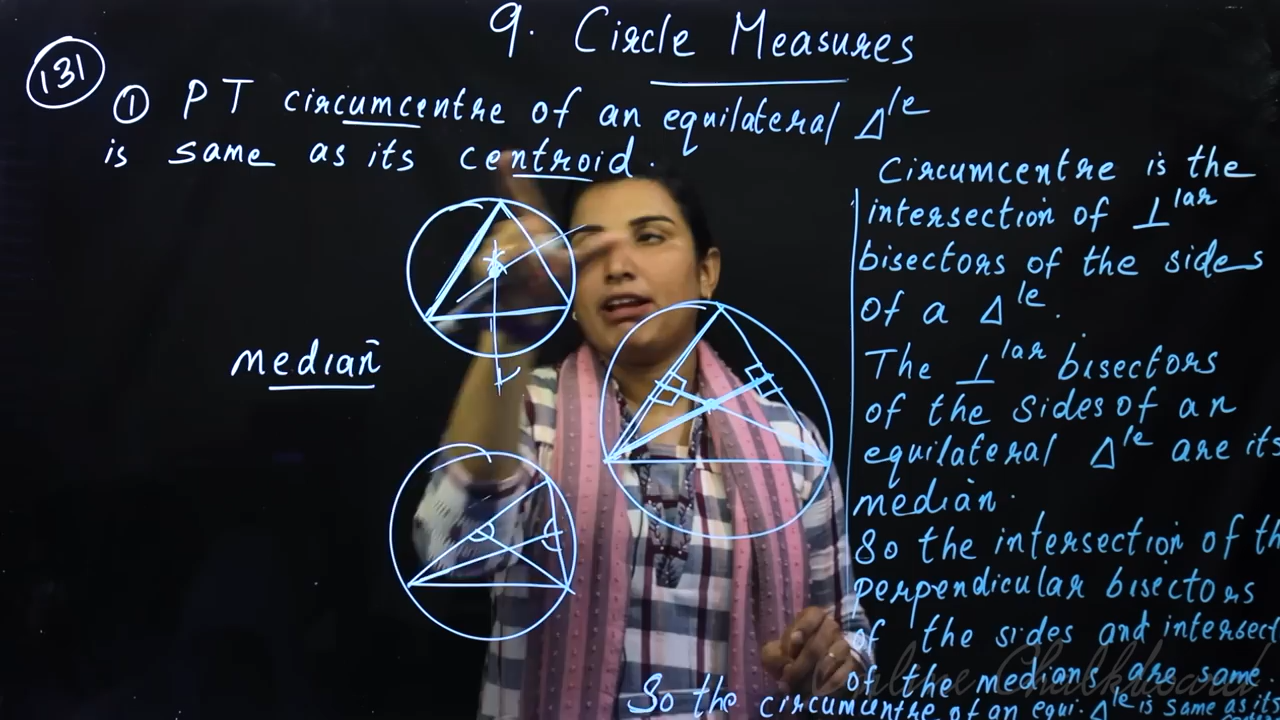 9. Circle Measures
131
① PT circumcentre of an equilateral Δle
is same as its centroid.
median
Circumcentre is the
intersection of ⊥lar
bisectors of the sides
of a Δle.
The ⊥lar bisectors
of the sides of an
equilateral Δle are its
median.
So the intersection of th
perpendicular bisectors
of the sides and intersect
of the medians are same.
So the circumcentre of an equi. Δle is same as its
Online Chalkboard